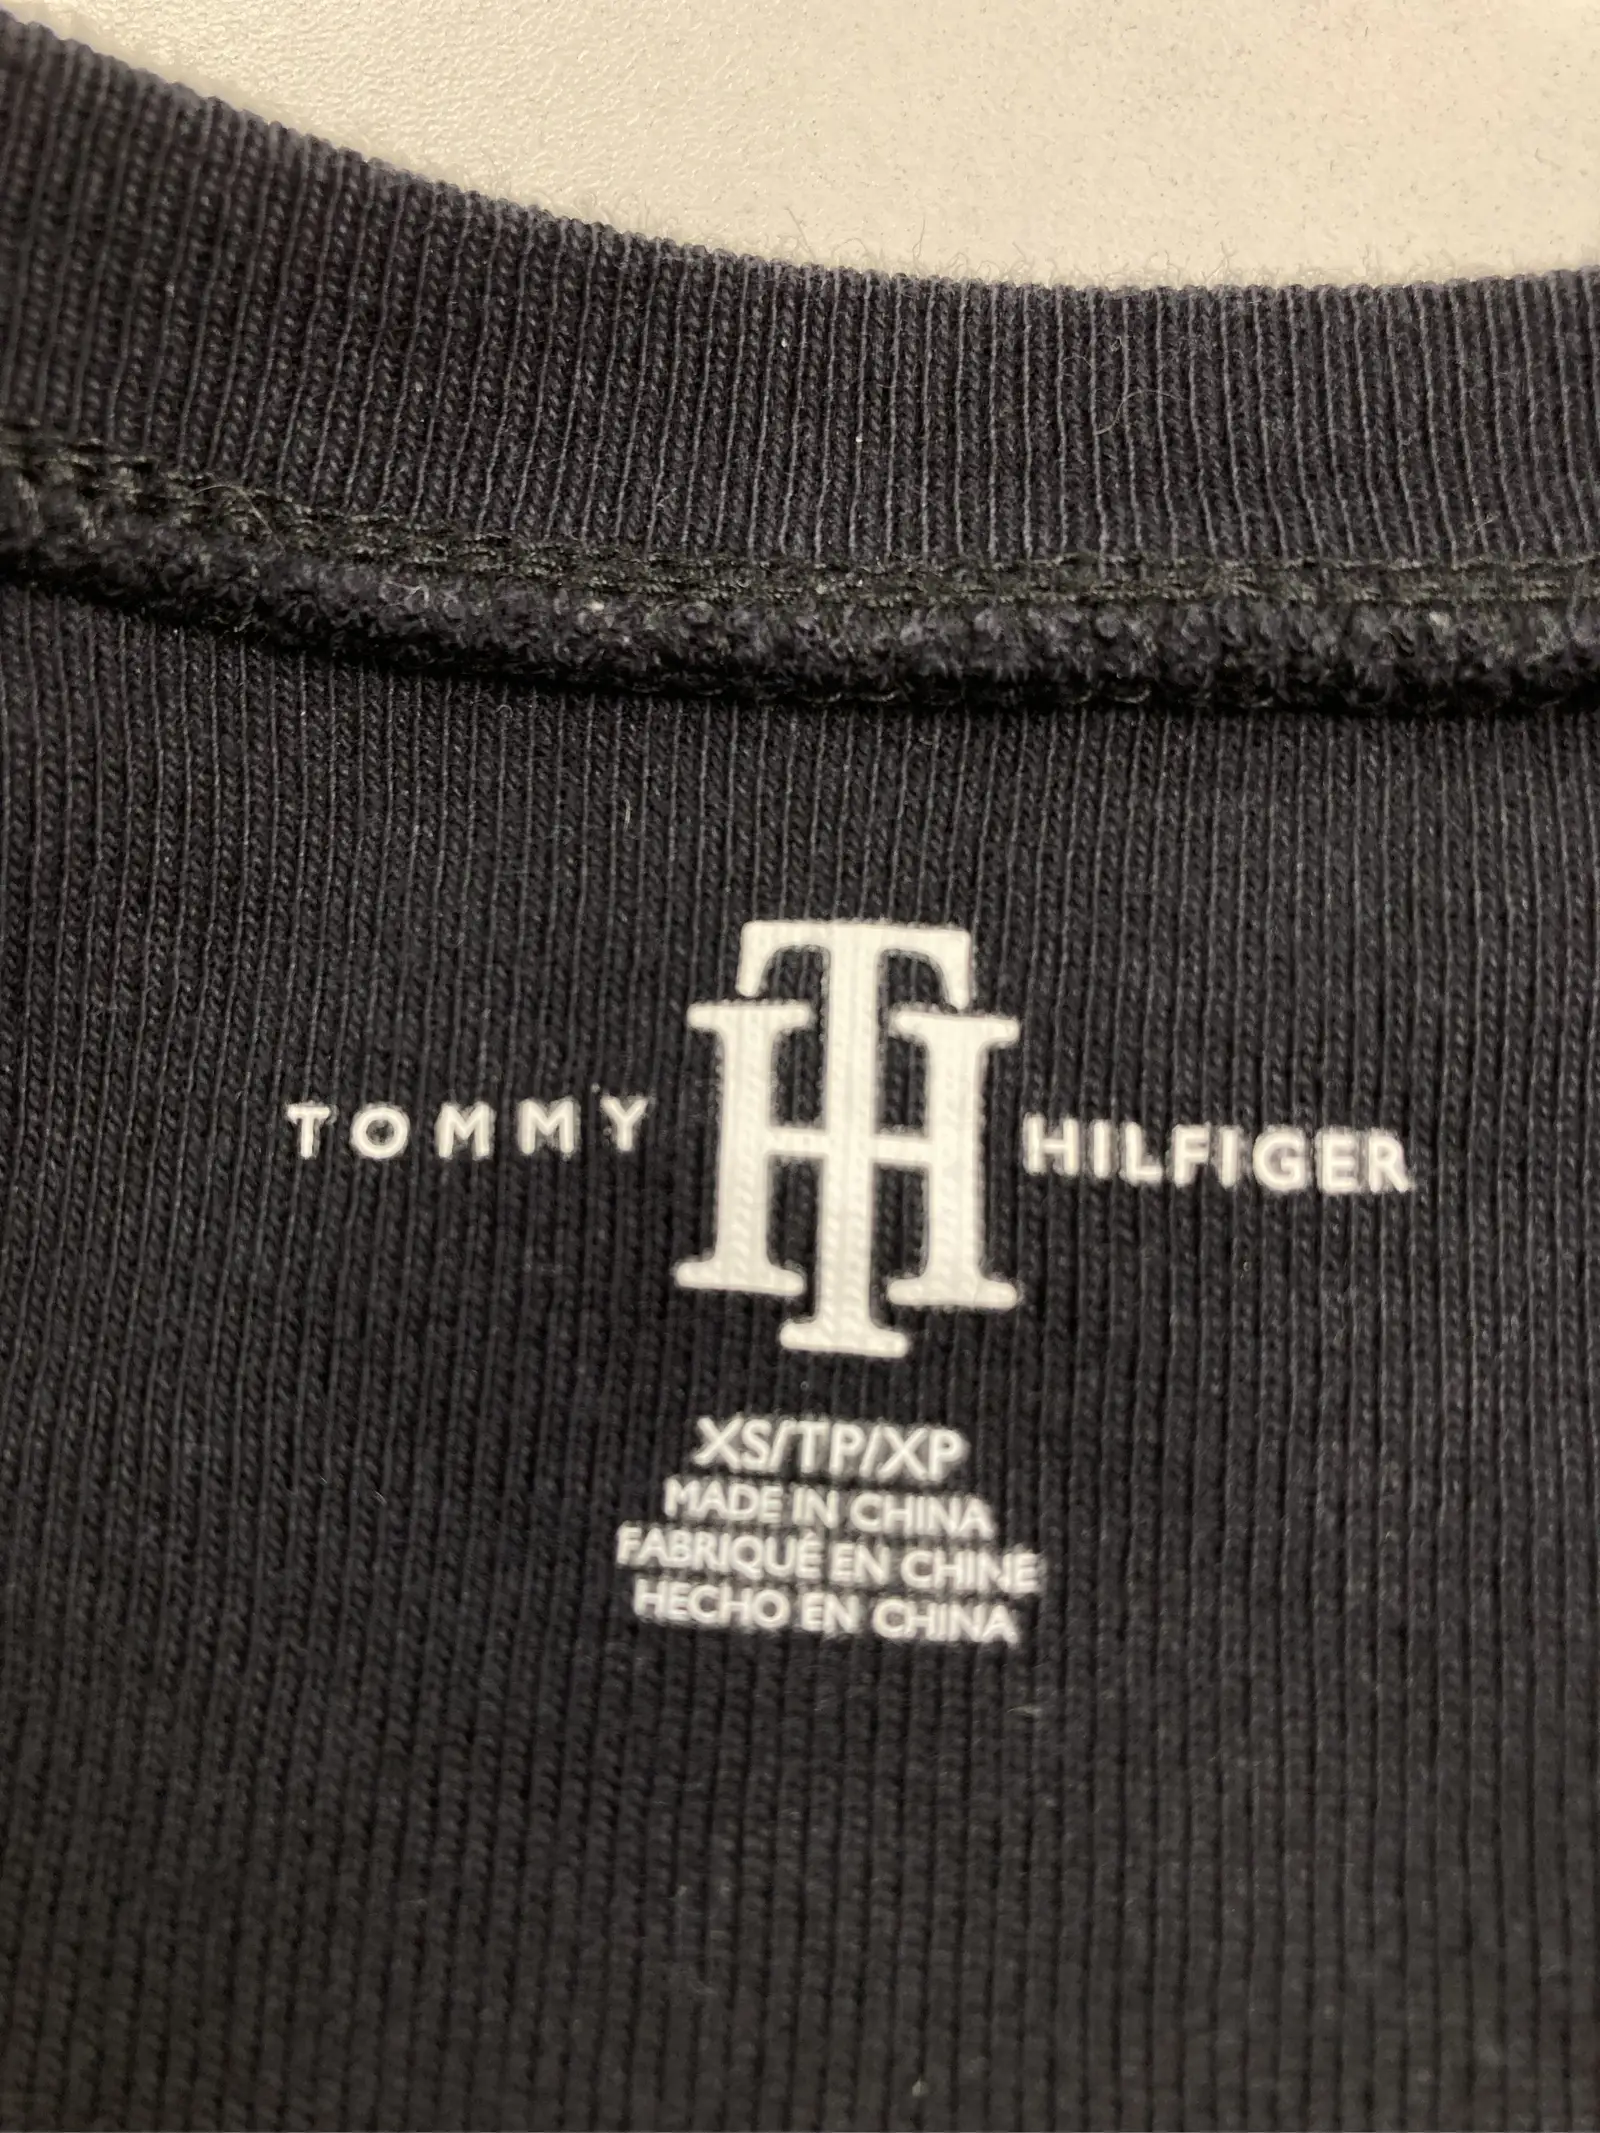 TOMMY TH HILFIGER
XS/TP/XP
MADE IN CHINA
FABRIQUÉ EN CHINE
HECHO EN CHINA